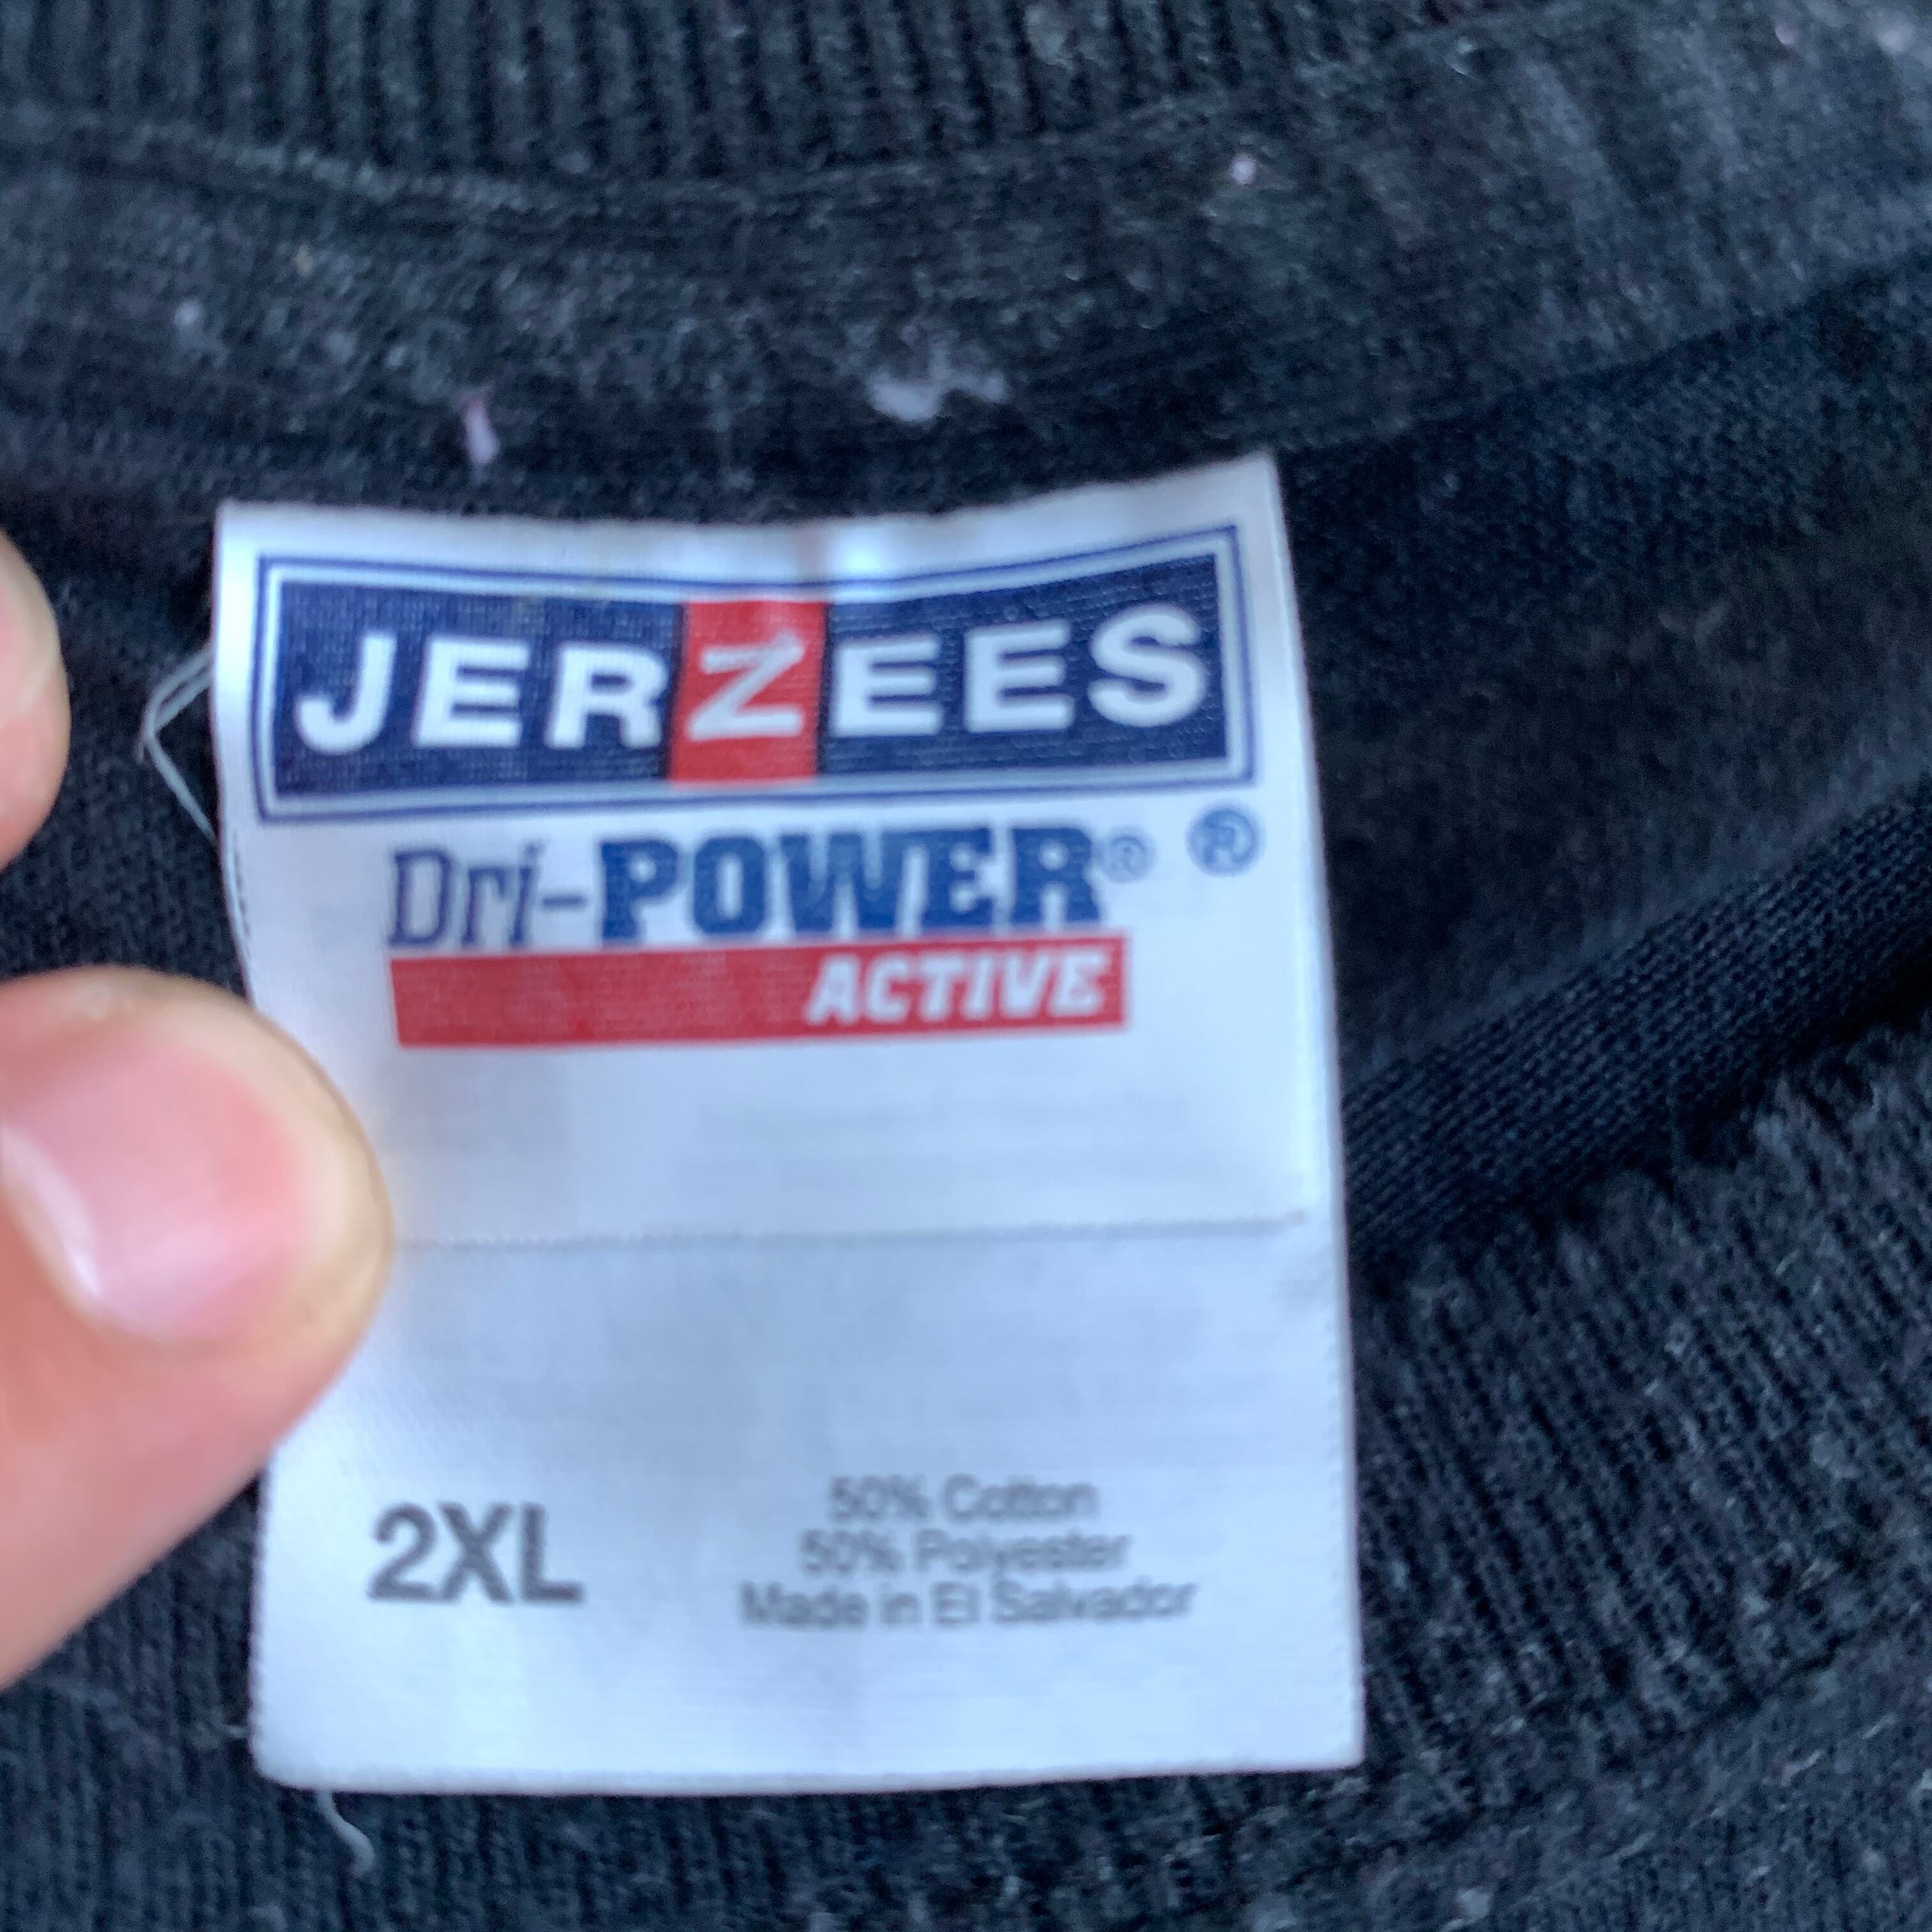 JERZEES
Dri-POWER® ®
ACTIVE
2XL
50% Cotton
50% Polyester
Made in El Salvador